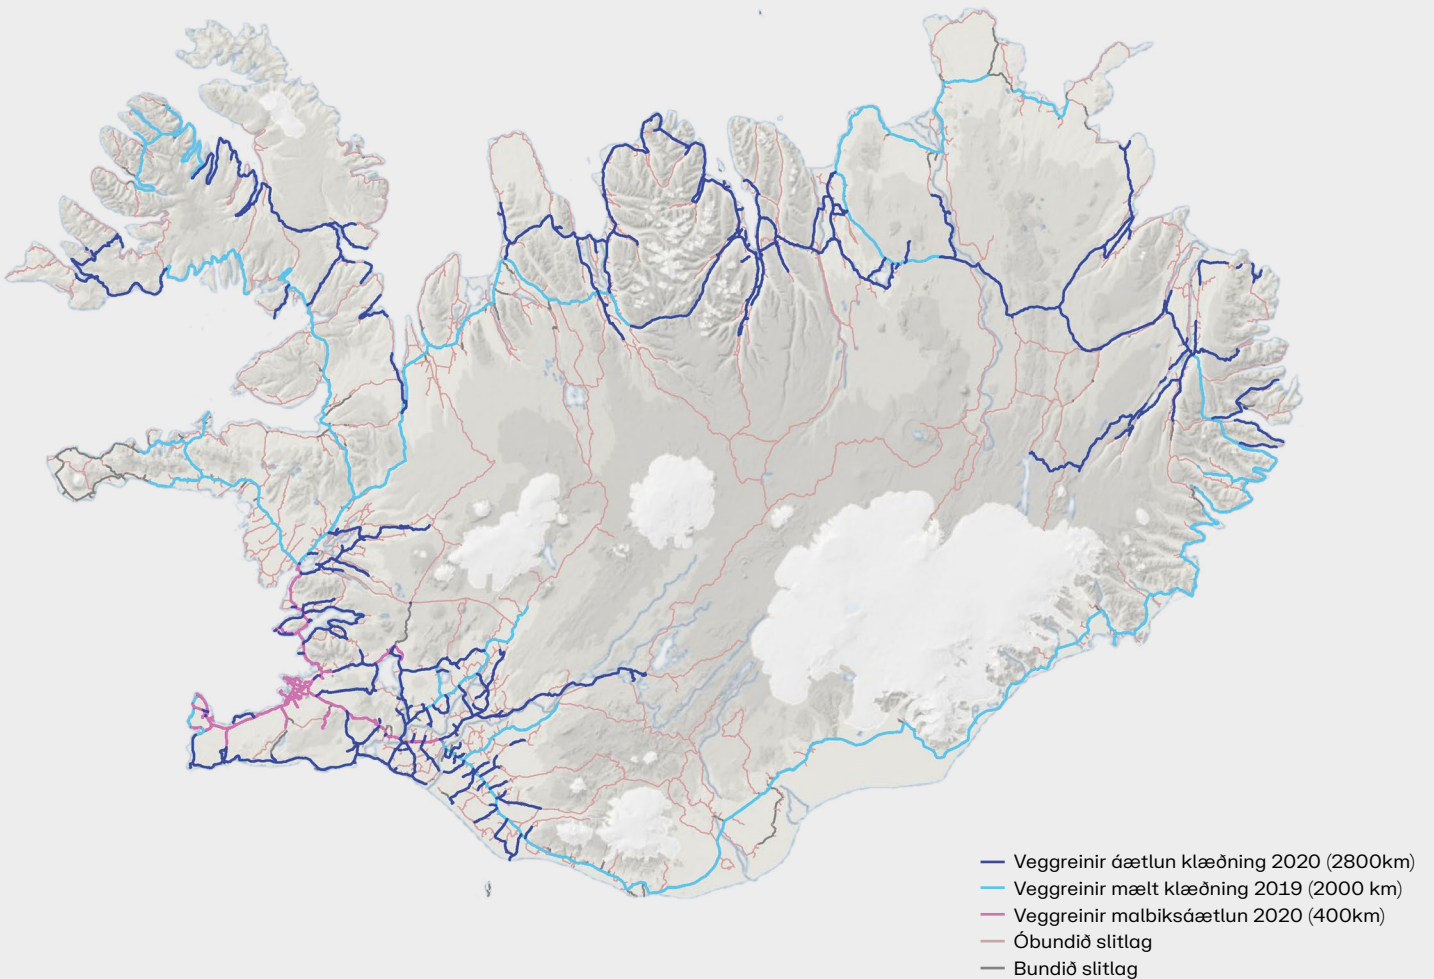 Veggreinir áætlun klæðning 2020 (2800km)
Veggreinir mælt klæðning 2019 (2000 km)
Veggreinir malbiksáætlun 2020 (400km)
Óbundið slitlag
Bundið slitlag